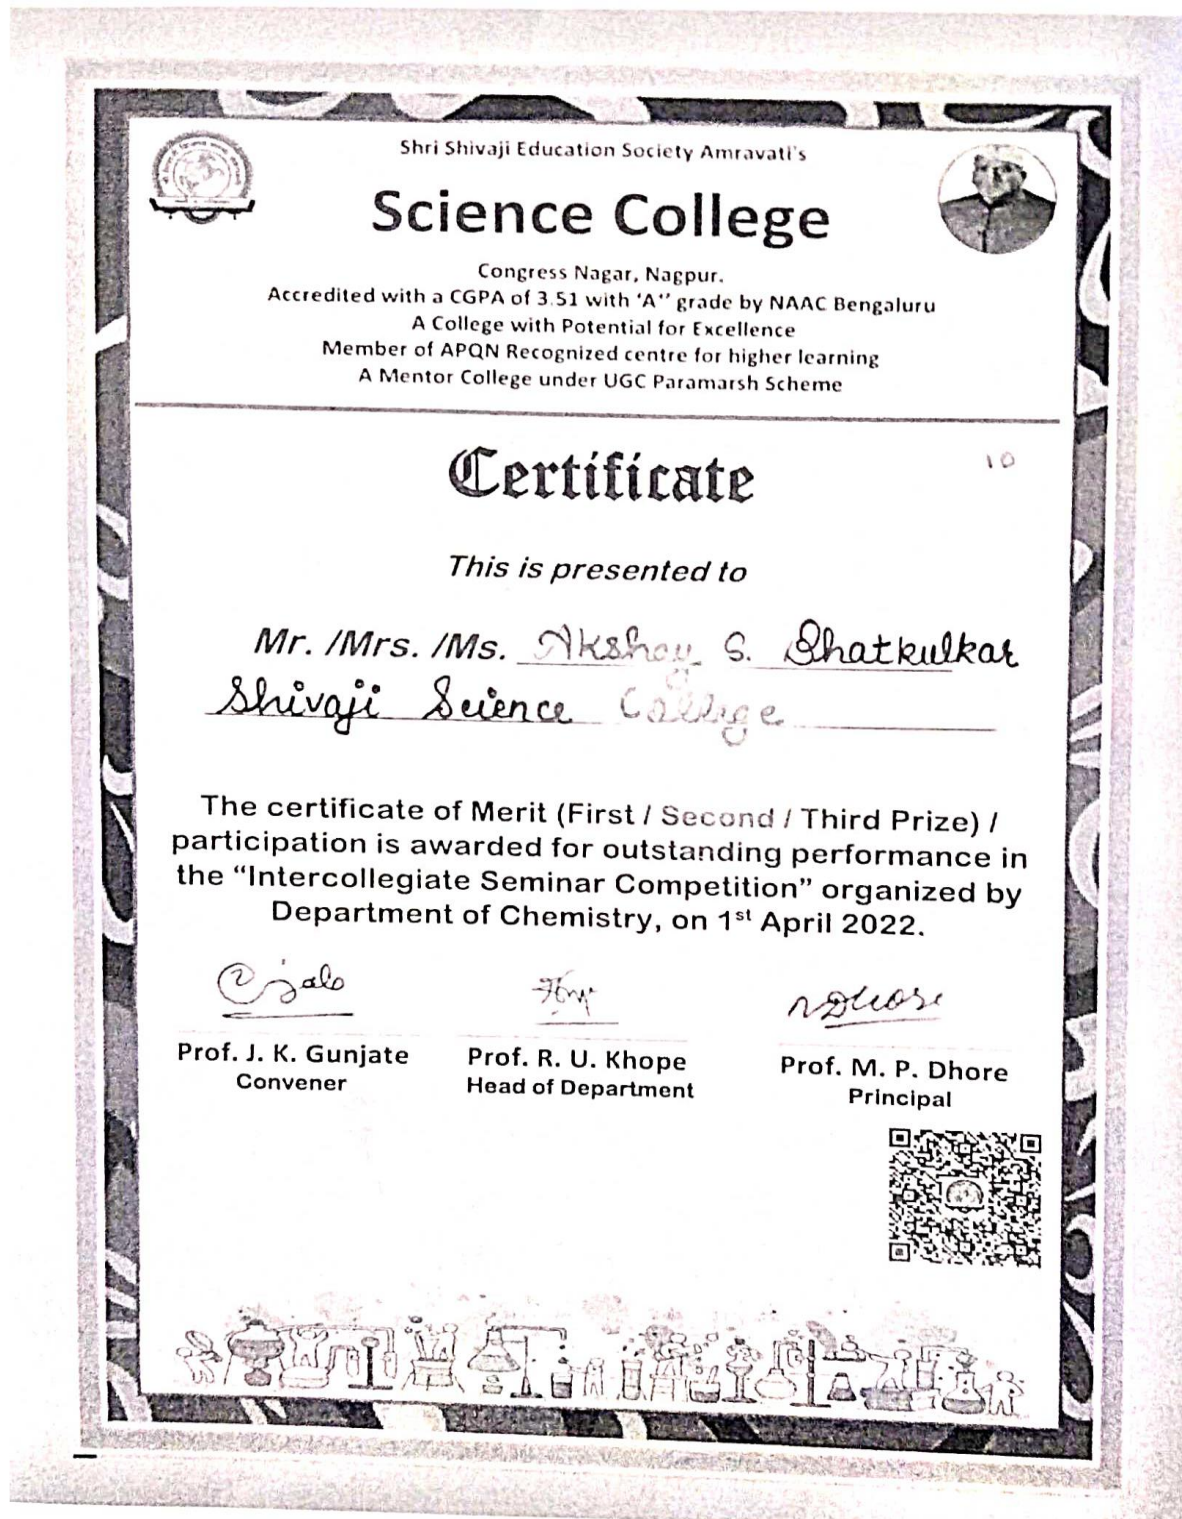 Shri Shivaji Education Society Amravati's
Science College
Congress Nagar, Nagpur.
Accredited with a CGPA of 3.51 with 'A+' grade by NAAC Bengaluru
A College with Potential for Excellence
Member of APQN Recognized centre for higher learning
A Mentor College under UGC Paramarsh Scheme
Certificate
10
This is presented to
Mr. /Mrs. /Ms. Akshay S. Bhatkulkar
Shivaji Science College
The certificate of Merit (First / Second / Third Prize) /
participation is awarded for outstanding performance in
the “Intercollegiate Seminar Competition” organized by
Department of Chemistry, on 1st April 2022.
Prof. J. K. Gunjate Prof. R. U. Khope Prof. M. P. Dhore
Convener Head of Department Principal